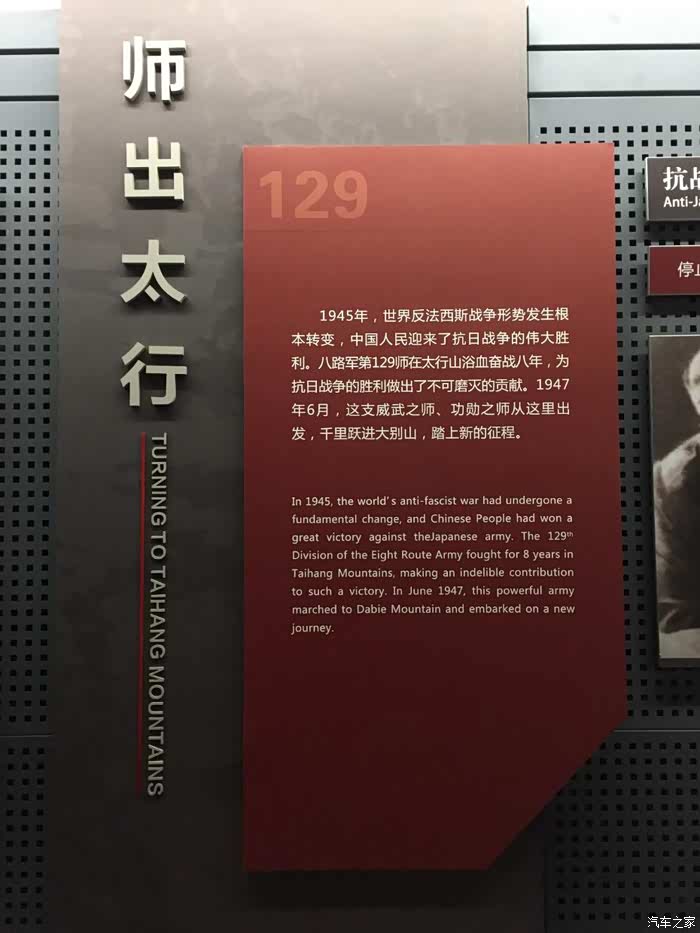 师出太行
TURNING TO TAIHANG MOUNTAINS
129
1945年，世界反法西斯战争形势发生根
本转变，中国人民迎来了抗日战争的伟大胜
利。八路军第129师在太行山浴血奋战八年，为
抗日战争的胜利做出了不可磨灭的贡献。1947
年6月，这支威武之师、功勋之师从这里出
发，千里跃进大别山，踏上新的征程。
In 1945, the world's anti-fascist war had undergone a
fundamental change, and Chinese People had won a
great victory against theJapanese army. The 129th
Division of the Eight Route Army fought for 8 years in
Taihang Mountains, making an indelible contribution
to such a victory. In June 1947, this powerful army
marched to Dabie Mountain and embarked on a new
journey.
抗战
Anti-Ja
停止
汽车之家